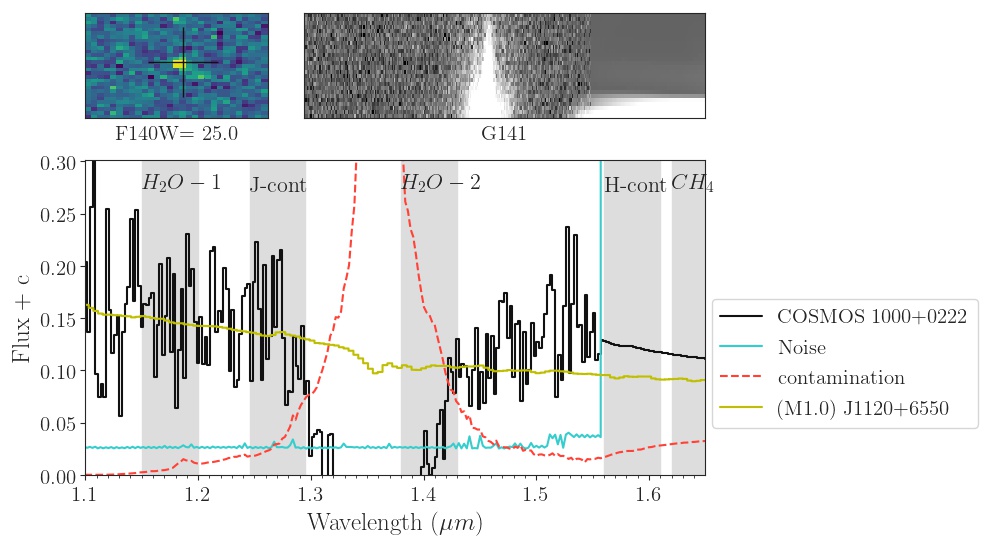 F140W= 25.0
G141
H₂O − 1
J-cont
H₂O − 2
H-cont
CH₄
0.30
0.25
0.20
0.15
0.10
0.05
0.00
Flux + c
1.1
1.2
1.3
1.4
1.5
1.6
Wavelength (μm)
COSMOS 1000+0222
Noise
contamination
(M1.0) J1120+6550